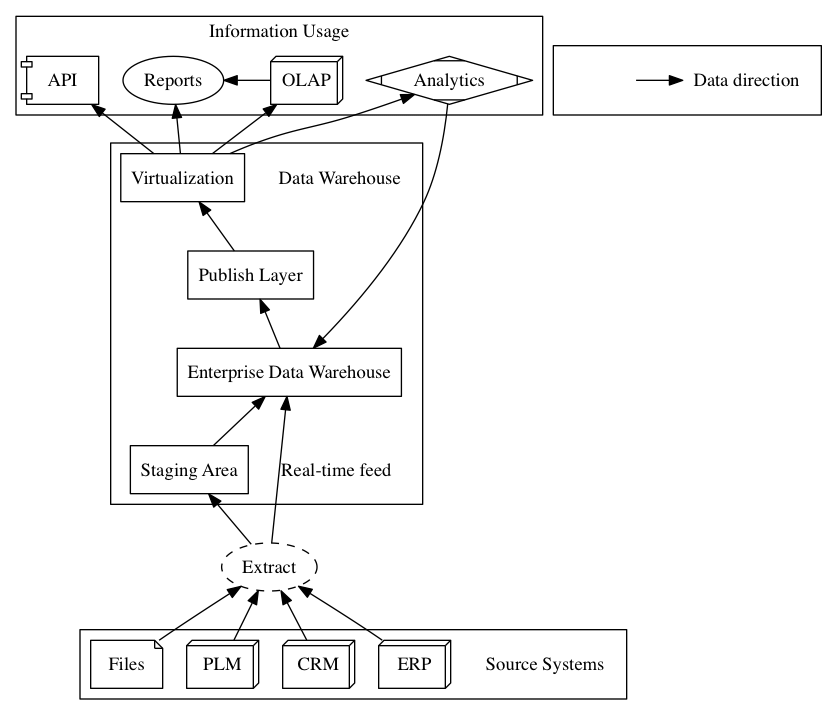 Information Usage
API
Reports
OLAP
Analytics
Data direction
Virtualization
Data Warehouse
Publish Layer
Enterprise Data Warehouse
Staging Area
Real-time feed
Extract
Files
PLM
CRM
ERP
Source Systems